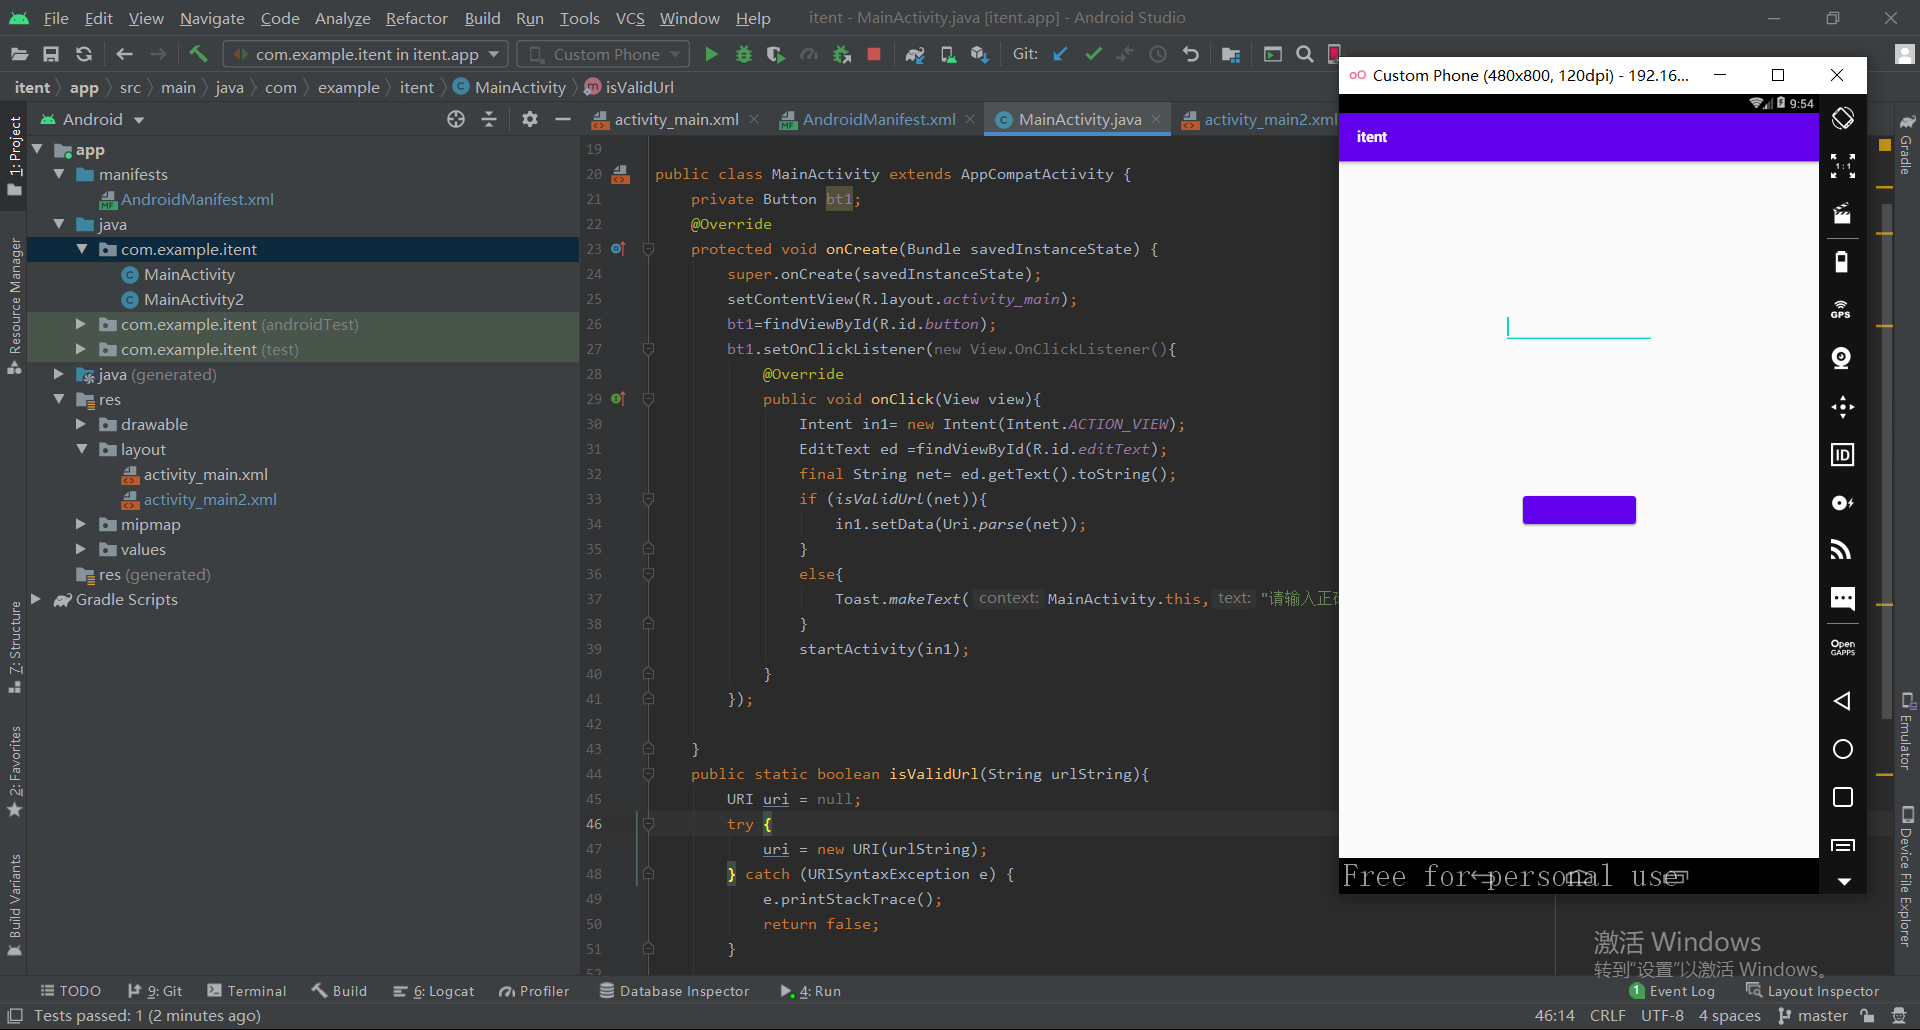 File Edit View Navigate Code Analyze Refactor Build Run Tools VCS Window Help itent - MainActivity.java [itent.app] - Android Studio
com.example.itent in itent.app Custom Phone Git:
itent app src main java com example itent MainActivity isValidUrl
Android activity_main.xml AndroidManifest.xml MainActivity.java activity_main2.xml
1: Project
Resource Manager
7: Structure
2: Favorites
Build Variants
app
manifests
AndroidManifest.xml
java
com.example.itent
MainActivity
MainActivity2
com.example.itent (androidTest)
com.example.itent (test)
java (generated)
res
drawable
layout
activity_main.xml
activity_main2.xml
mipmap
values
res (generated)
Gradle Scripts
19
20 public class MainActivity extends AppCompatActivity {
21 private Button bt1;
22 @Override
23 protected void onCreate(Bundle savedInstanceState) {
24 super.onCreate(savedInstanceState);
25 setContentView(R.layout.activity_main);
26 bt1=findViewById(R.id.button);
27 bt1.setOnClickListener(new View.OnClickListener(){
28 @Override
29 public void onClick(View view){
30 Intent in1= new Intent(Intent.ACTION_VIEW);
31 EditText ed =findViewById(R.id.editText);
32 final String net= ed.getText().toString();
33 if (isValidUrl(net)){
34 in1.setData(Uri.parse(net));
35 }
36 else{
37 Toast.makeText( context: MainActivity.this, text: "请输入正
38 }
39 startActivity(in1);
40 }
41 });
42
43 }
44 public static boolean isValidUrl(String urlString){
45 URI uri = null;
46 try {
47 uri = new URI(urlString);
48 } catch (URISyntaxException e) {
49 e.printStackTrace();
50 return false;
51 }
52
Custom Phone (480x800, 120dpi) - 192.16...
9:54
itent
1:1
GPS
ID
Open
GAPPS
Free for personal use
Gradle
Emulator
Device File Explorer
激活 Windows
转到"设置"以激活 Windows。
TODO 9: Git Terminal Build 6: Logcat Profiler Database Inspector 4: Run 1 Event Log Layout Inspector
Tests passed: 1 (2 minutes ago) 46:14 CRLF UTF-8 4 spaces master